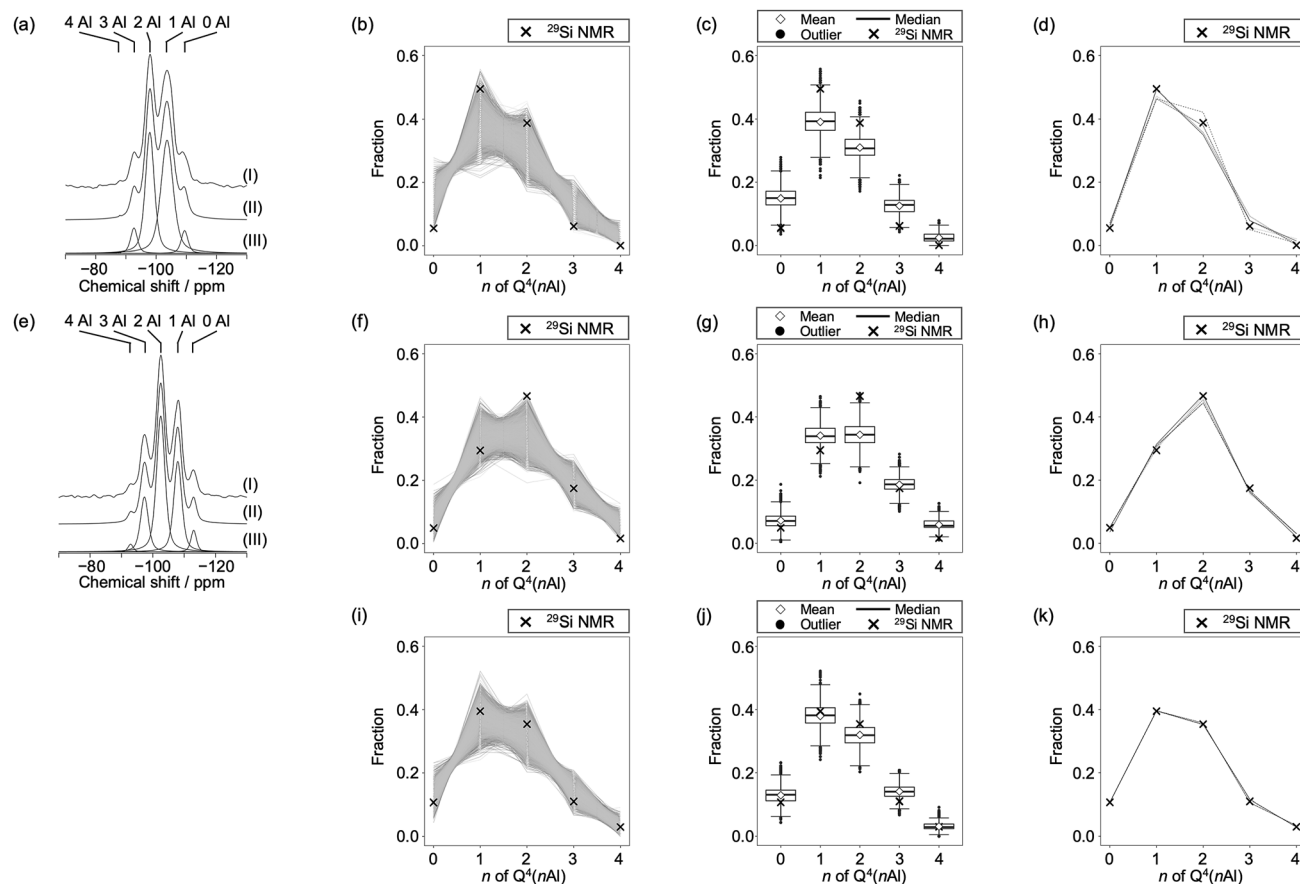 (a)
4 Al 3 Al 2 Al 1 Al 0 Al
(I)
(II)
(III)
−80 −100 −120
Chemical shift / ppm
(b)
× ²⁹Si NMR
Fraction
0.6
0.4
0.2
0.0
0 1 2 3 4
n of Q⁴(nAl)
(c)
◇ Mean — Median
● Outlier × ²⁹Si NMR
Fraction
0.6
0.4
0.2
0.0
0 1 2 3 4
n of Q⁴(nAl)
(d)
× ²⁹Si NMR
Fraction
0.6
0.4
0.2
0.0
0 1 2 3 4
n of Q⁴(nAl)
(e)
4 Al 3 Al 2 Al 1 Al 0 Al
(I)
(II)
(III)
−80 −100 −120
Chemical shift / ppm
(f)
× ²⁹Si NMR
Fraction
0.6
0.4
0.2
0.0
0 1 2 3 4
n of Q⁴(nAl)
(g)
◇ Mean — Median
● Outlier × ²⁹Si NMR
Fraction
0.6
0.4
0.2
0.0
0 1 2 3 4
n of Q⁴(nAl)
(h)
× ²⁹Si NMR
Fraction
0.6
0.4
0.2
0.0
0 1 2 3 4
n of Q⁴(nAl)
(i)
× ²⁹Si NMR
Fraction
0.6
0.4
0.2
0.0
0 1 2 3 4
n of Q⁴(nAl)
(j)
◇ Mean — Median
● Outlier × ²⁹Si NMR
Fraction
0.6
0.4
0.2
0.0
0 1 2 3 4
n of Q⁴(nAl)
(k)
× ²⁹Si NMR
Fraction
0.6
0.4
0.2
0.0
0 1 2 3 4
n of Q⁴(nAl)